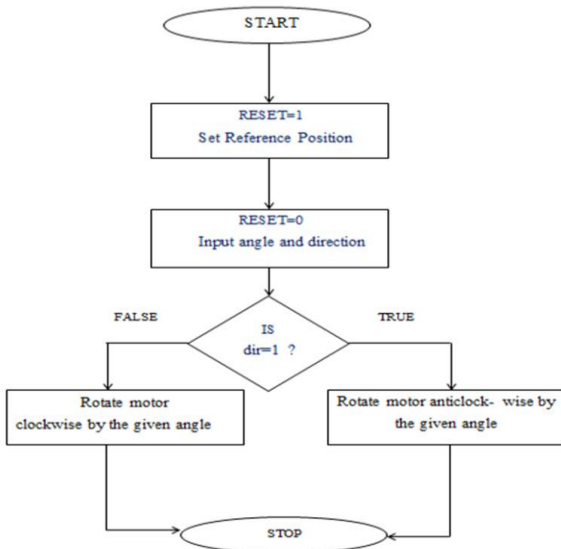 START
RESET=1
Set Reference Position
RESET=0
Input angle and direction
FALSE
TRUE
IS
dir=1 ?
Rotate motor
clockwise by the given angle
Rotate motor anticlock- wise by
the given angle
STOP